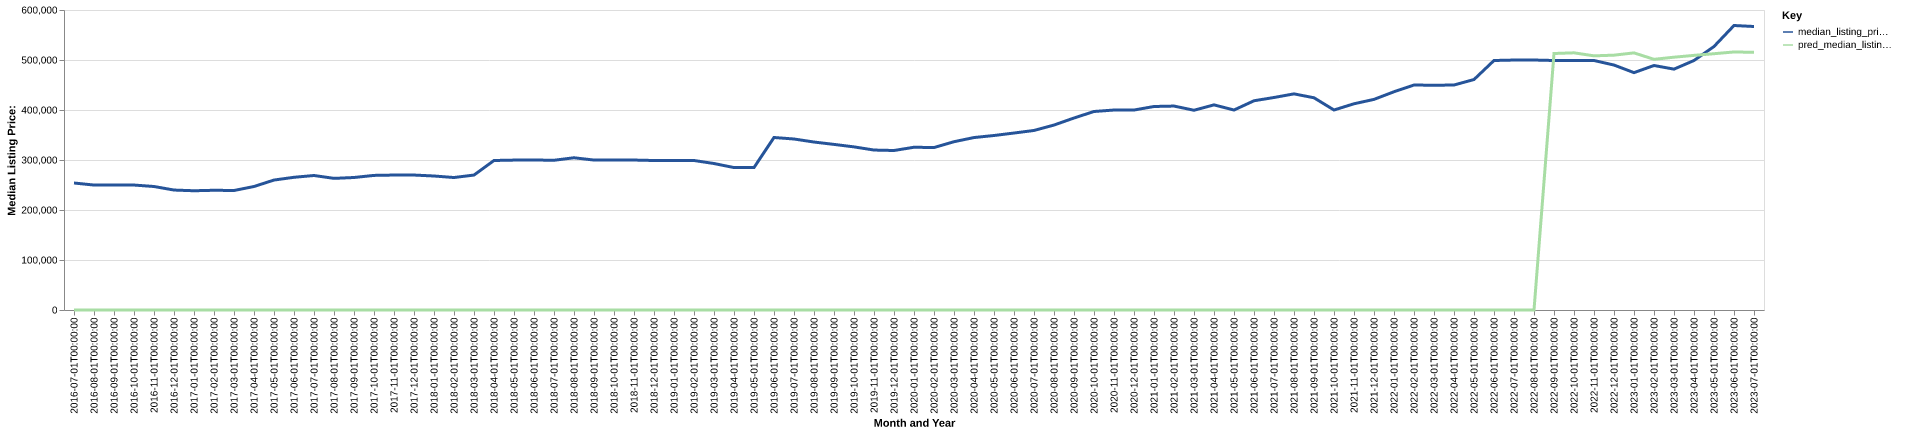 600,000
500,000
400,000
300,000
200,000
100,000
0
Median Listing Price:
2016-07-01T00:00:00
2016-08-01T00:00:00
2016-09-01T00:00:00
2016-10-01T00:00:00
2016-11-01T00:00:00
2016-12-01T00:00:00
2017-01-01T00:00:00
2017-02-01T00:00:00
2017-03-01T00:00:00
2017-04-01T00:00:00
2017-05-01T00:00:00
2017-06-01T00:00:00
2017-07-01T00:00:00
2017-08-01T00:00:00
2017-09-01T00:00:00
2017-10-01T00:00:00
2017-11-01T00:00:00
2017-12-01T00:00:00
2018-01-01T00:00:00
2018-02-01T00:00:00
2018-03-01T00:00:00
2018-04-01T00:00:00
2018-05-01T00:00:00
2018-06-01T00:00:00
2018-07-01T00:00:00
2018-08-01T00:00:00
2018-09-01T00:00:00
2018-10-01T00:00:00
2018-11-01T00:00:00
2018-12-01T00:00:00
2019-01-01T00:00:00
2019-02-01T00:00:00
2019-03-01T00:00:00
2019-04-01T00:00:00
2019-05-01T00:00:00
2019-06-01T00:00:00
2019-07-01T00:00:00
2019-08-01T00:00:00
2019-09-01T00:00:00
2019-10-01T00:00:00
2019-11-01T00:00:00
2019-12-01T00:00:00
2020-01-01T00:00:00
2020-02-01T00:00:00
2020-03-01T00:00:00
2020-04-01T00:00:00
2020-05-01T00:00:00
2020-06-01T00:00:00
2020-07-01T00:00:00
2020-08-01T00:00:00
2020-09-01T00:00:00
2020-10-01T00:00:00
2020-11-01T00:00:00
2020-12-01T00:00:00
2021-01-01T00:00:00
2021-02-01T00:00:00
2021-03-01T00:00:00
2021-04-01T00:00:00
2021-05-01T00:00:00
2021-06-01T00:00:00
2021-07-01T00:00:00
2021-08-01T00:00:00
2021-09-01T00:00:00
2021-10-01T00:00:00
2021-11-01T00:00:00
2021-12-01T00:00:00
2022-01-01T00:00:00
2022-02-01T00:00:00
2022-03-01T00:00:00
2022-04-01T00:00:00
2022-05-01T00:00:00
2022-06-01T00:00:00
2022-07-01T00:00:00
2022-08-01T00:00:00
2022-09-01T00:00:00
2022-10-01T00:00:00
2022-11-01T00:00:00
2022-12-01T00:00:00
2023-01-01T00:00:00
2023-02-01T00:00:00
2023-03-01T00:00:00
2023-04-01T00:00:00
2023-05-01T00:00:00
2023-06-01T00:00:00
2023-07-01T00:00:00
Month and Year
Key
median_listing_pri…
pred_median_listin…